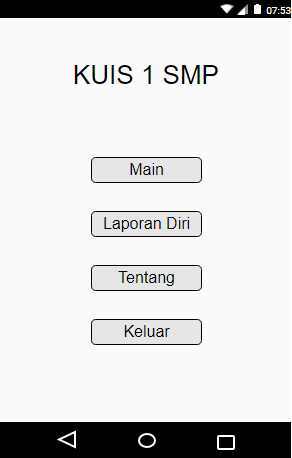 07:53
KUIS 1 SMP
Main
Laporan Diri
Tentang
Keluar